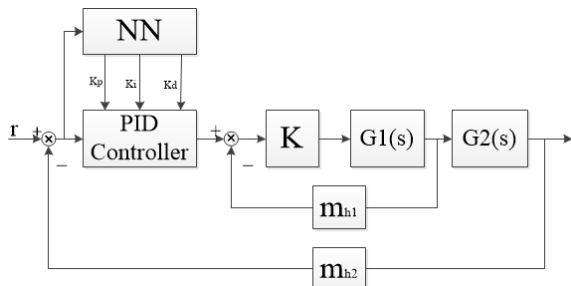 NN
Kp Ki Kd
r + PID Controller + K G1(s) G2(s)
− −
mh1
mh2